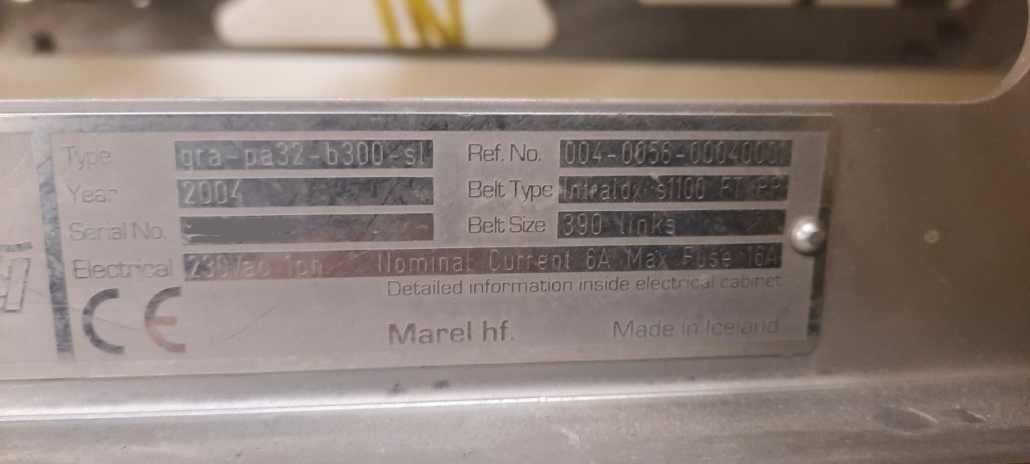 Type gra-pa32-b300-sl Ref. No. 004-0056-00040001
Year 2004 Belt Type Intralox s1100 FT PP
Serial No. Belt Size 390 links
Electrical 230Vac 1ph. Nominal Current 6A Max Fuse 16A
Detailed information inside electrical cabinet
CE Marel hf. Made in Iceland